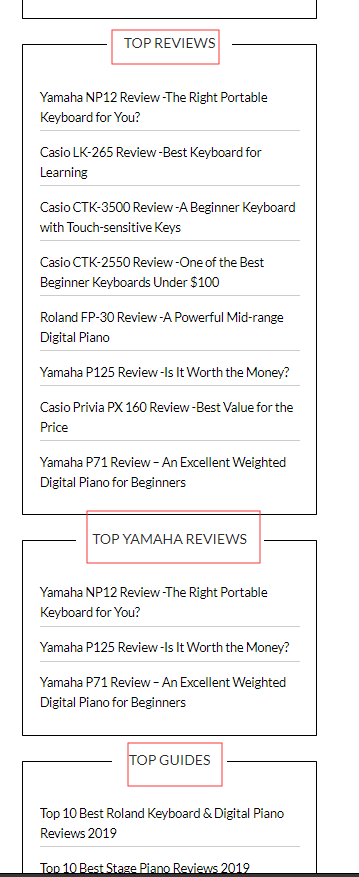 TOP REVIEWS
Yamaha NP12 Review -The Right Portable
Keyboard for You?
Casio LK-265 Review -Best Keyboard for
Learning
Casio CTK-3500 Review -A Beginner Keyboard
with Touch-sensitive Keys
Casio CTK-2550 Review -One of the Best
Beginner Keyboards Under $100
Roland FP-30 Review -A Powerful Mid-range
Digital Piano
Yamaha P125 Review -Is It Worth the Money?
Casio Privia PX 160 Review -Best Value for the
Price
Yamaha P71 Review – An Excellent Weighted
Digital Piano for Beginners
TOP YAMAHA REVIEWS
Yamaha NP12 Review -The Right Portable
Keyboard for You?
Yamaha P125 Review -Is It Worth the Money?
Yamaha P71 Review – An Excellent Weighted
Digital Piano for Beginners
TOP GUIDES
Top 10 Best Roland Keyboard & Digital Piano
Reviews 2019
Top 10 Best Stage Piano Reviews 2019